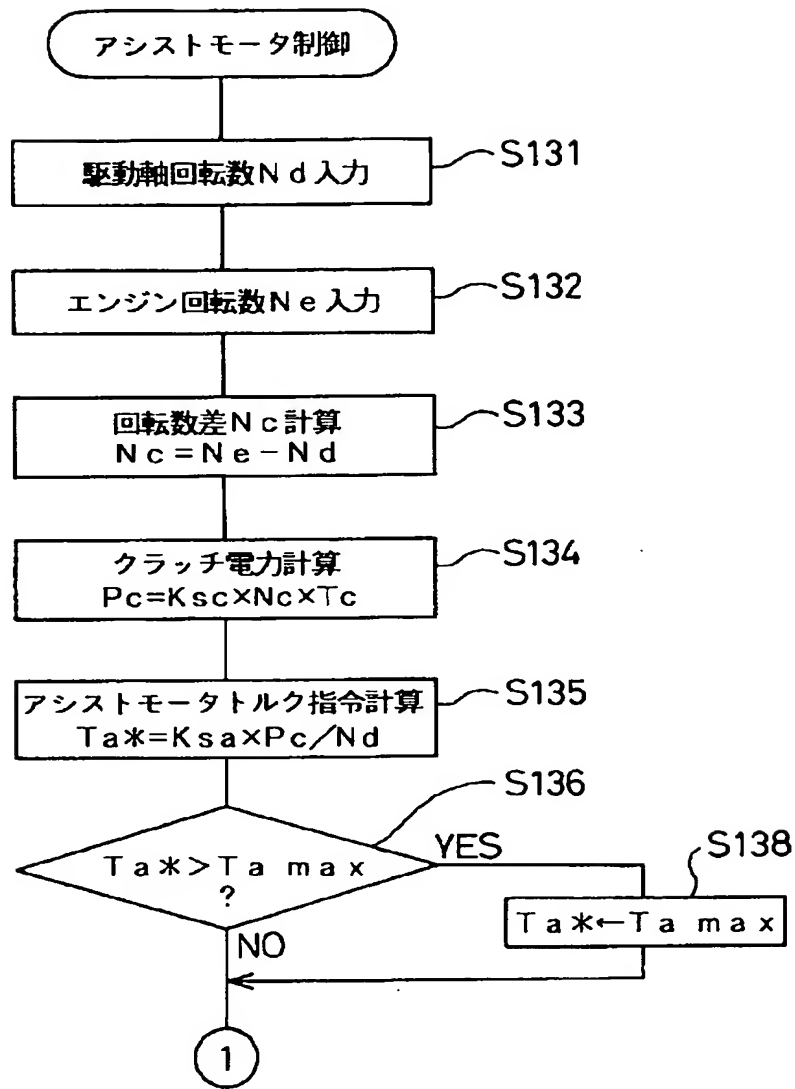 アシストモータ制御
駆動軸回転数Nd入力
S131
エンジン回転数Ne入力
S132
回転数差Nc計算
Nc=Ne-Nd
S133
クラッチ電力計算
Pc=Ksc×Nc×Tc
S134
アシストモータトルク指令計算
Ta*=Ksa×Pc/Nd
S135
S136
Ta*>Ta max
?
YES
S138
Ta*←Ta max
NO
1